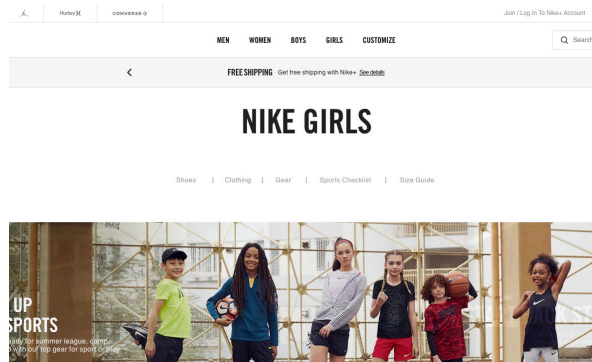 Hurley
CONVERSE
Join / Log In To Nike+ Account
MEN WOMEN BOYS GIRLS CUSTOMIZE
Search
FREE SHIPPING Get free shipping with Nike+ See details
NIKE GIRLS
Shoes | Clothing | Gear | Sports Checklist | Size Guide
UP
SPORTS
ready for summer league, camp
with our top gear for sport or play